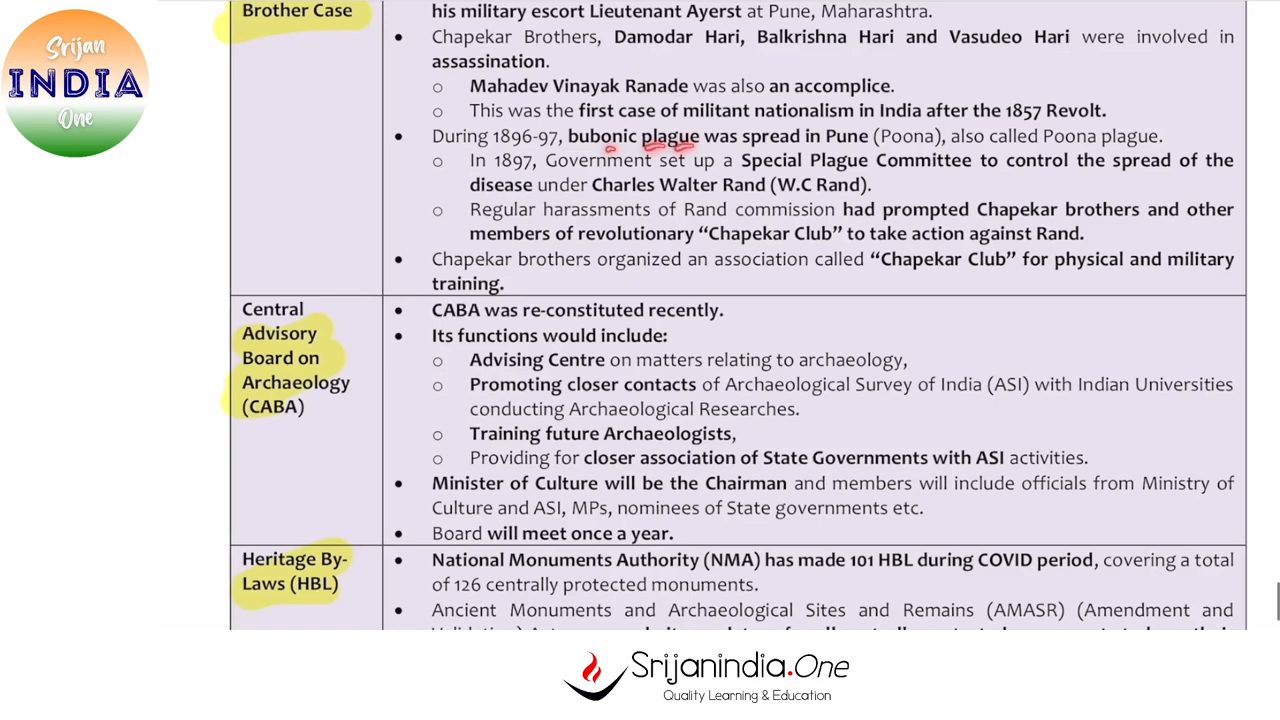 Srijan
INDIA
One
Brother Case
his military escort Lieutenant Ayerst at Pune, Maharashtra.
• Chapekar Brothers, Damodar Hari, Balkrishna Hari and Vasudeo Hari were involved in
assassination.
o Mahadev Vinayak Ranade was also an accomplice.
o This was the first case of militant nationalism in India after the 1857 Revolt.
• During 1896-97, bubonic plague was spread in Pune (Poona), also called Poona plague.
o In 1897, Government set up a Special Plague Committee to control the spread of the
disease under Charles Walter Rand (W.C Rand).
o Regular harassments of Rand commission had prompted Chapekar brothers and other
members of revolutionary “Chapekar Club” to take action against Rand.
• Chapekar brothers organized an association called “Chapekar Club” for physical and military
training.
Central
Advisory
Board on
Archaeology
(CABA)
• CABA was re-constituted recently.
• Its functions would include:
o Advising Centre on matters relating to archaeology,
o Promoting closer contacts of Archaeological Survey of India (ASI) with Indian Universities
conducting Archaeological Researches.
o Training future Archaeologists,
o Providing for closer association of State Governments with ASI activities.
• Minister of Culture will be the Chairman and members will include officials from Ministry of
Culture and ASI, MPs, nominees of State governments etc.
• Board will meet once a year.
Heritage By-
Laws (HBL)
• National Monuments Authority (NMA) has made 101 HBL during COVID period, covering a total
of 126 centrally protected monuments.
• Ancient Monuments and Archaeological Sites and Remains (AMASR) (Amendment and
Srijanindia.One
Quality Learning & Education